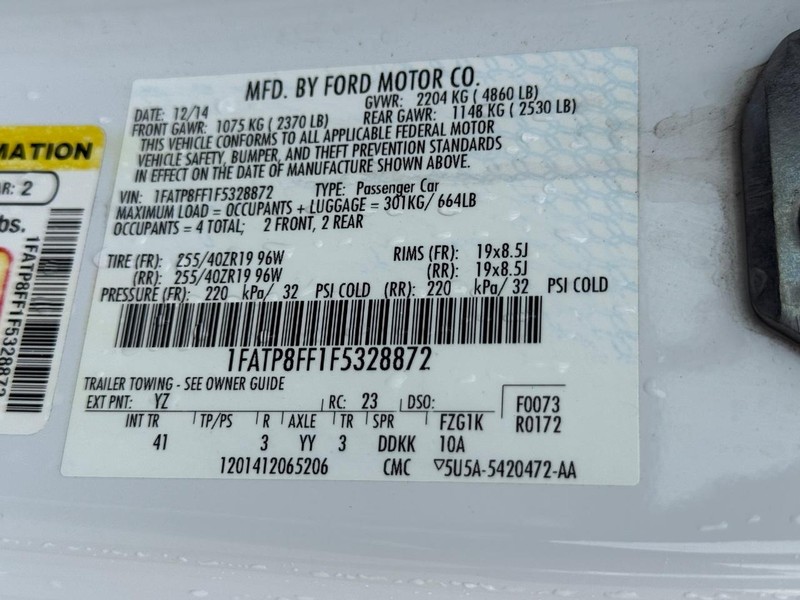 MFD. BY FORD MOTOR CO.
DATE: 12/14 GVWR: 2204 KG ( 4860 LB)
FRONT GAWR: 1075 KG ( 2370 LB) REAR GAWR: 1148 KG ( 2530 LB)
THIS VEHICLE CONFORMS TO ALL APPLICABLE FEDERAL MOTOR
VEHICLE SAFETY, BUMPER, AND THEFT PREVENTION STANDARDS
IN EFFECT ON THE DATE OF MANUFACTURE SHOWN ABOVE.
VIN: 1FATP8FF1F5328872 TYPE: Passenger Car
MAXIMUM LOAD = OCCUPANTS + LUGGAGE = 301KG/ 664LB
OCCUPANTS = 4 TOTAL; 2 FRONT, 2 REAR
TIRE (FR): 255/40ZR19 96W RIMS (FR): 19x8.5J
(RR): 255/40ZR19 96W (RR): 19x8.5J
PRESSURE (FR): 220 kPa/ 32 PSI COLD (RR): 220 kPa/ 32 PSI COLD
1FATP8FF1F5328872
TRAILER TOWING - SEE OWNER GUIDE
EXT PNT: YZ RC: 23 DSO: F0073
INT TR TP/PS R AXLE TR SPR FZG1K R0172
41 3 YY 3 DDKK 10A
1201412065206 CMC ▽5U5A-5420472-AA
MATION
AR: 2
bs.
1FATP8FF1F5328872